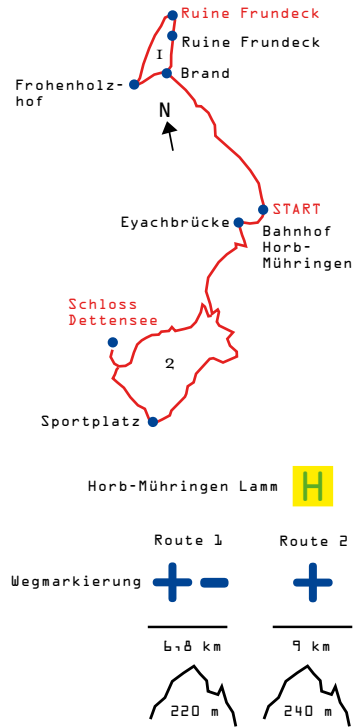 Ruine Frundeck
Ruine Frundeck
1
Brand
Frohenholz-
hof
N
START
Eyachbrücke
Bahnhof
Horb-
Mühringen
Schloss
Dettensee
2
Sportplatz
Horb-Mühringen Lamm H
Route 1 Route 2
Wegmarkierung
6,8 km 9 km
220 m 240 m